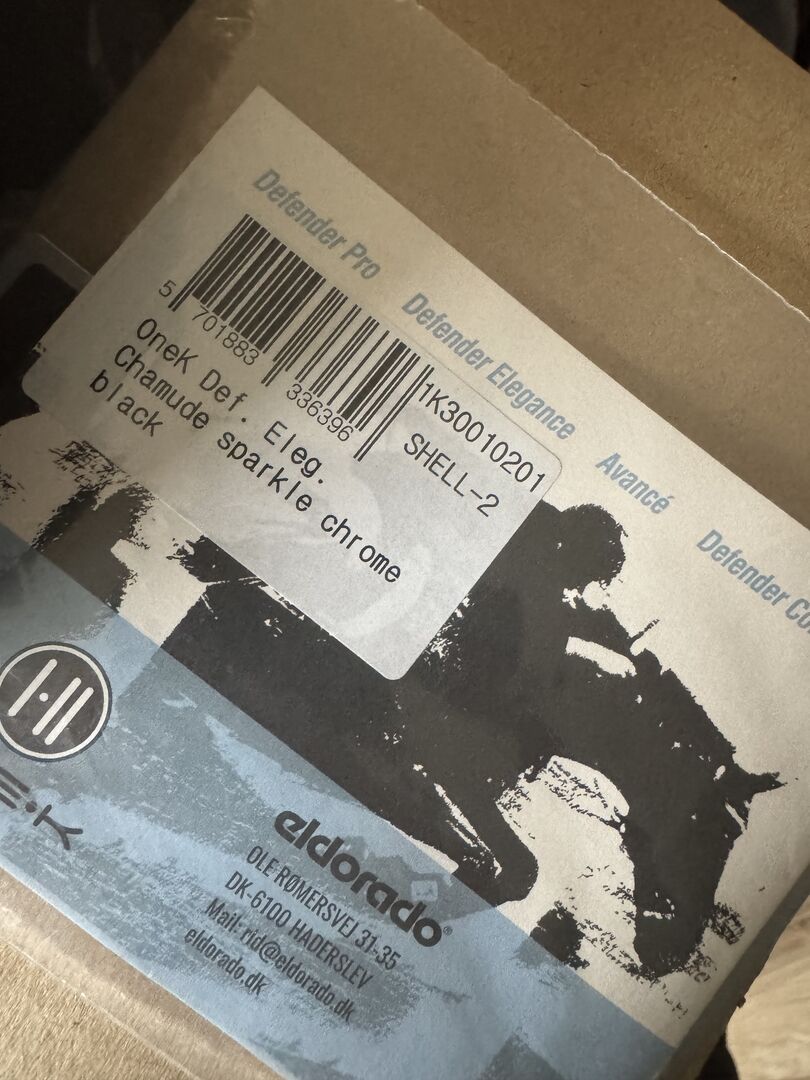 Defender Pro
Defender Elegance
Avancé
Defender
5 701883 336396
1K30010201
SHELL-2
OneK Def. Eleg.
Chamude sparkle chrome
black
eldorado®
OLE RØMERSVEJ 31-35
DK-6100 HADERSLEV
Mail: rid@eldorado.dk
eldorado.dk